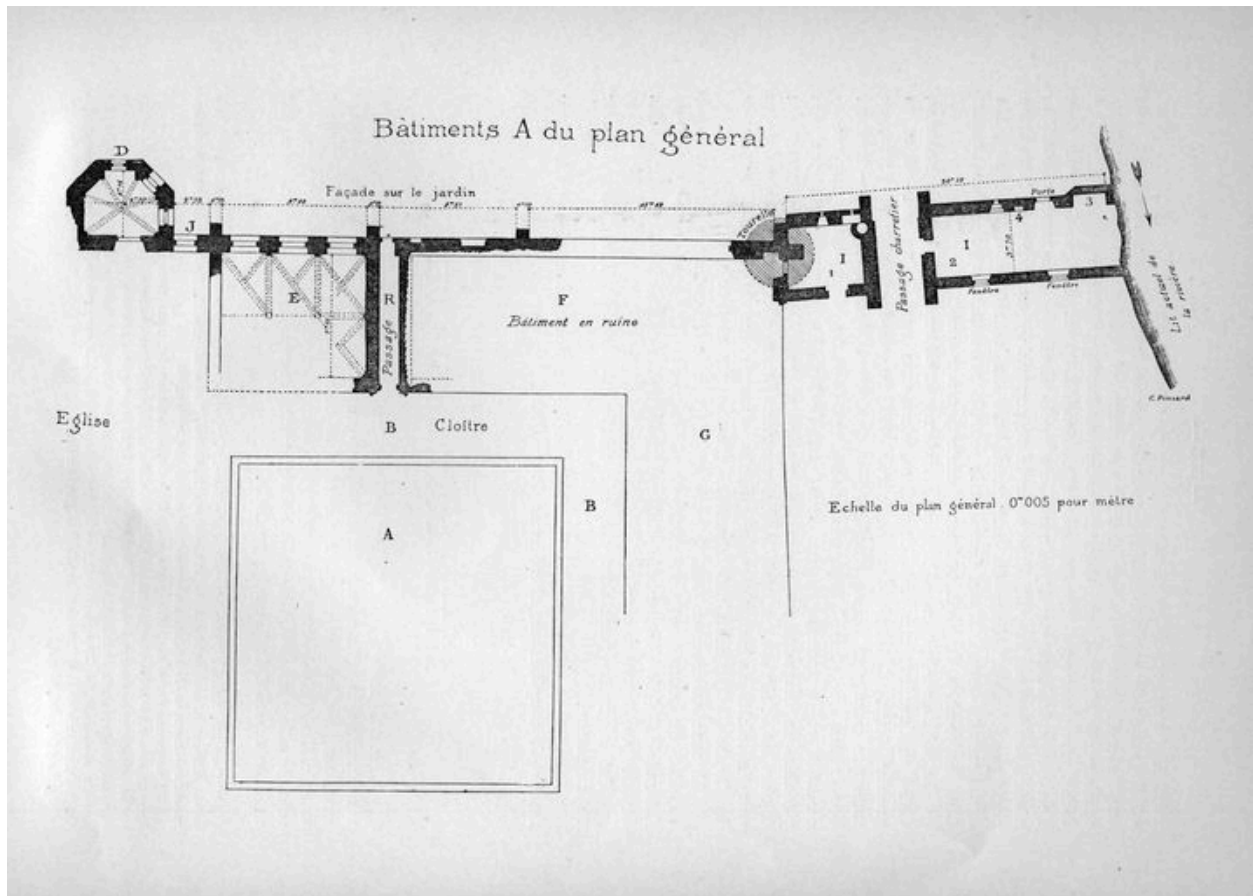 Bâtiments A du plan général
D
Façade sur le jardin
J
E
R
Passage
F
Bâtiment en ruine
Tourelle
I
1
Passage charretier
Porte
4
3
I
2
Fenêtre
Fenêtre
Lit actuel de
la rivière
C. Pinsard
Eglise
B
Cloître
G
B
A
Echelle du plan général. 0ᵐ005 pour mètre